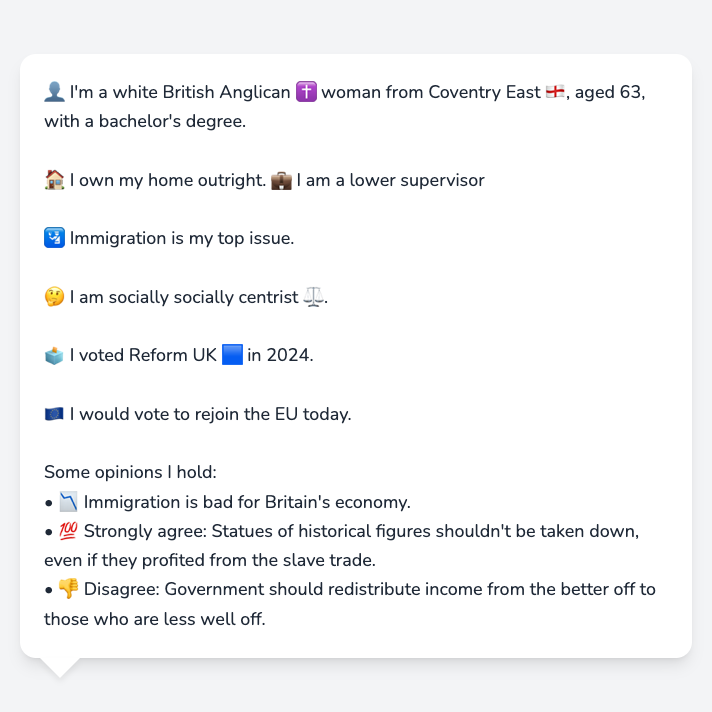 👤 I'm a white British Anglican ✝️ woman from Coventry East 🏴󠁧󠁢󠁥󠁮󠁧󠁿, aged 63,
with a bachelor's degree.
🏠 I own my home outright. 💼 I am a lower supervisor
🛂 Immigration is my top issue.
🤔 I am socially socially centrist ⚖️.
🗳️ I voted Reform UK 🟦 in 2024.
🇪🇺 I would vote to rejoin the EU today.
Some opinions I hold:
• 📉 Immigration is bad for Britain's economy.
• 💯 Strongly agree: Statues of historical figures shouldn't be taken down,
even if they profited from the slave trade.
• 👎 Disagree: Government should redistribute income from the better off to
those who are less well off.